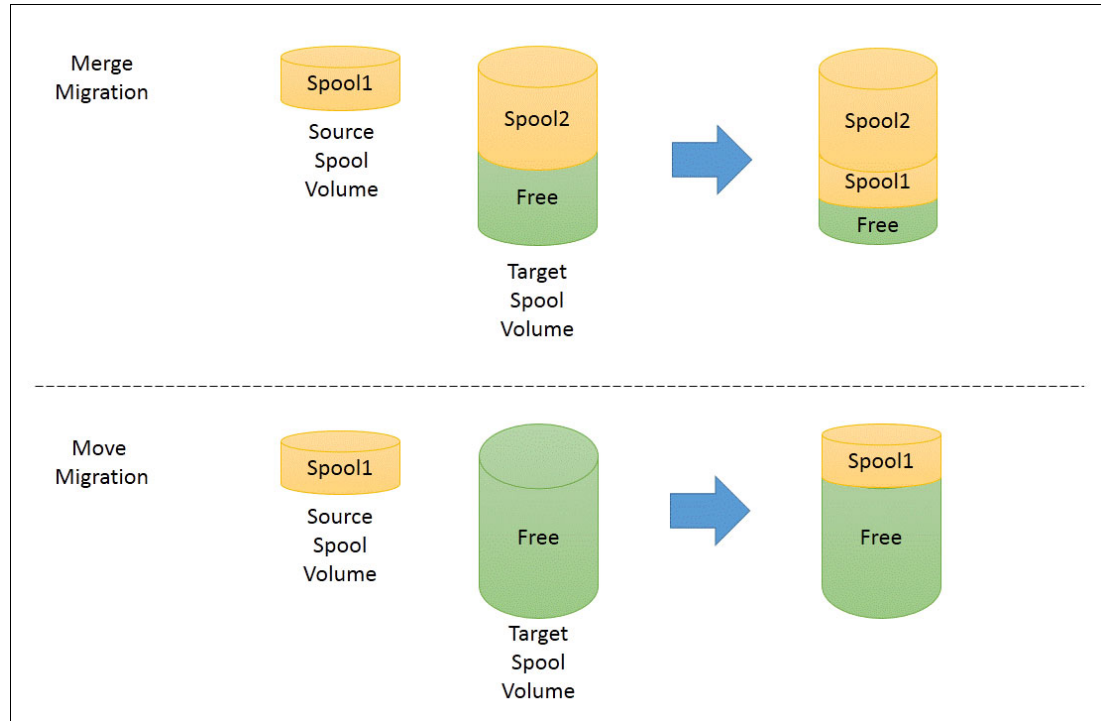 Merge
Migration
Spool1
Source
Spool
Volume
Spool2
Free
Target
Spool
Volume
Spool2
Spool1
Free
Move
Migration
Spool1
Source
Spool
Volume
Free
Target
Spool
Volume
Spool1
Free